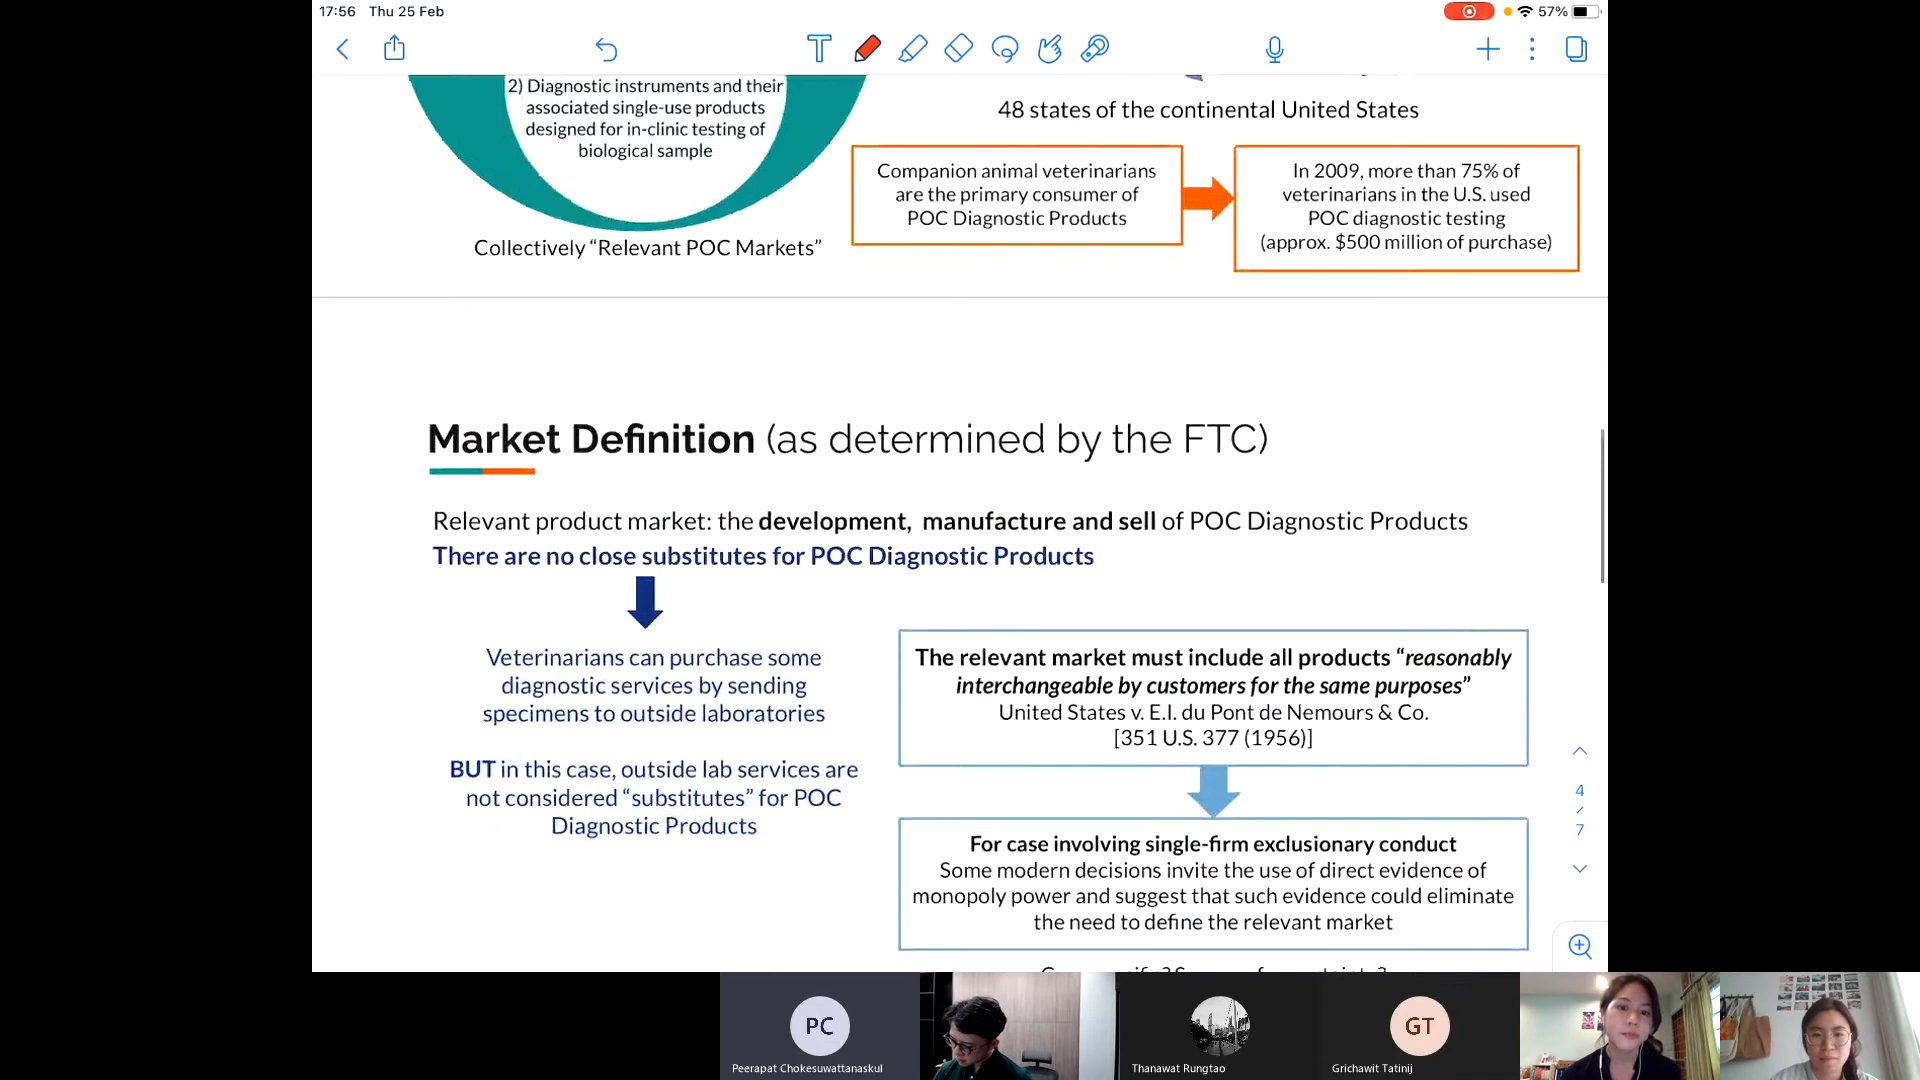 17:56 Thu 25 Feb
57%
2) Diagnostic instruments and their
associated single-use products
designed for in-clinic testing of
biological sample
Collectively “Relevant POC Markets”
48 states of the continental United States
Companion animal veterinarians
are the primary consumer of
POC Diagnostic Products
In 2009, more than 75% of
veterinarians in the U.S. used
POC diagnostic testing
(approx. $500 million of purchase)
Market Definition (as determined by the FTC)
Relevant product market: the development, manufacture and sell of POC Diagnostic Products
There are no close substitutes for POC Diagnostic Products
Veterinarians can purchase some
diagnostic services by sending
specimens to outside laboratories
BUT in this case, outside lab services are
not considered “substitutes” for POC
Diagnostic Products
The relevant market must include all products “reasonably
interchangeable by customers for the same purposes”
United States v. E.I. du Pont de Nemours & Co.
[351 U.S. 377 (1956)]
For case involving single-firm exclusionary conduct
Some modern decisions invite the use of direct evidence of
monopoly power and suggest that such evidence could eliminate
the need to define the relevant market
4
/
7
PC
Peerapat Chokesuwattanaskul
Thanawat Rungtao
GT
Grichawit Tatinij